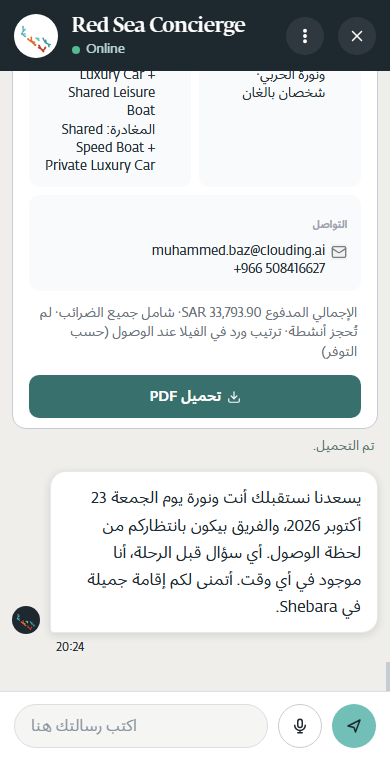 Red Sea Concierge
Online
ونورة الحربي·
شخصان بالغان
Luxury Car +
Shared Leisure
Boat
المغادرة: Shared
Speed Boat +
Private Luxury Car
التواصل
muhammed.baz@clouding.ai
+966 508416627
الإجمالي المدفوع SAR 33,793.90· شامل جميع الضرائب· لم
تُحجز أنشطة· ترتيب ورد في الفيلا عند الوصول (حسب
التوفر)
تحميل PDF
تم التحميل.
يسعدنا نستقبلك أنت ونورة يوم الجمعة 23
أكتوبر 2026، والفريق بيكون بانتظاركم من
لحظة الوصول. أي سؤال قبل الرحلة، أنا
موجود في أي وقت. أتمنى لكم إقامة جميلة
في Shebara.
20:24
اكتب رسالتك هنا